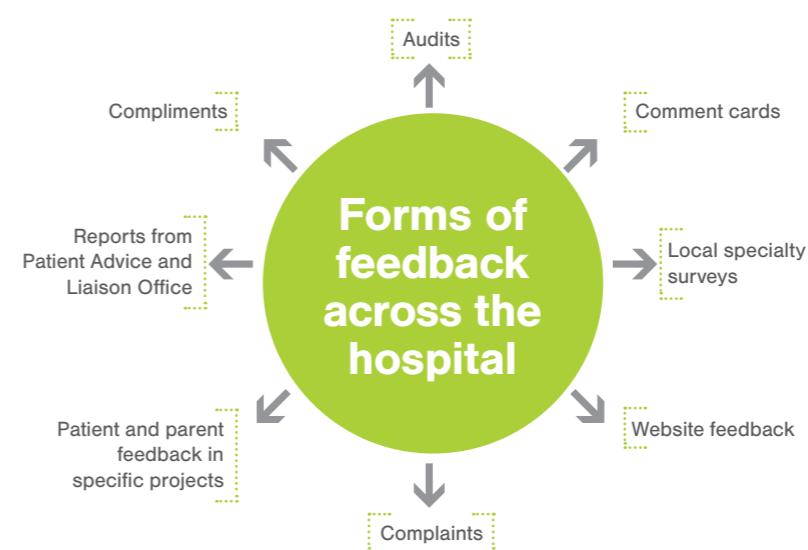 Audits
Compliments
Comment cards
Forms of
feedback
across the
hospital
Reports from
Patient Advice and
Liaison Office
Local specialty
surveys
Patient and parent
feedback in
specific projects
Website feedback
Complaints